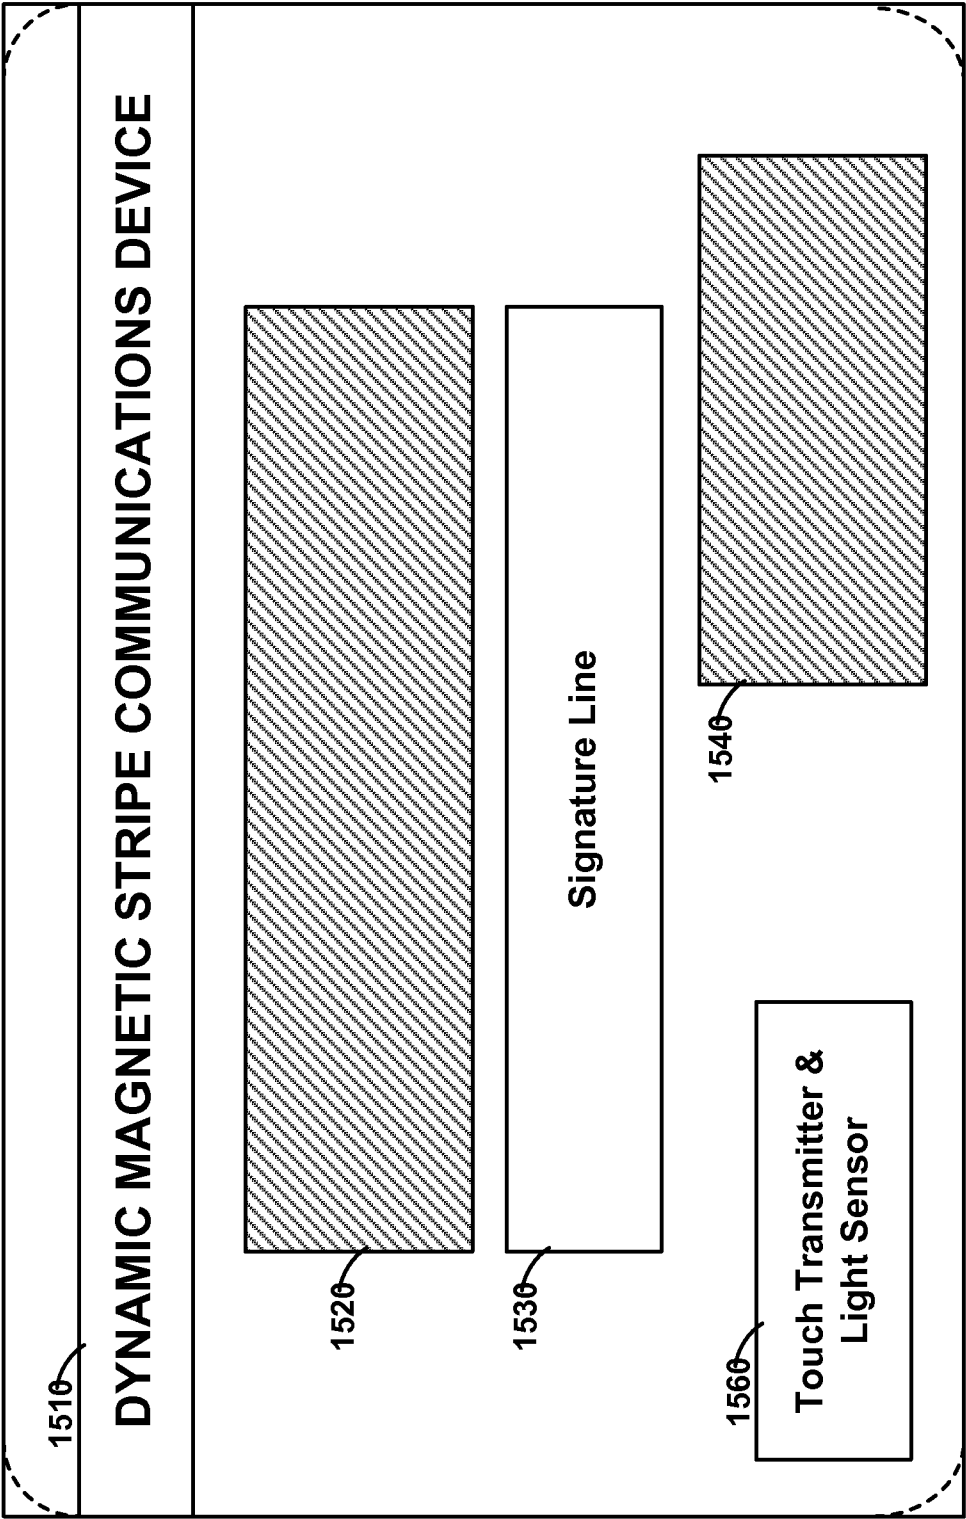 1510
DYNAMIC MAGNETIC STRIPE COMMUNICATIONS DEVICE
1520
1530
Signature Line
1540
1560
Touch Transmitter &
Light Sensor